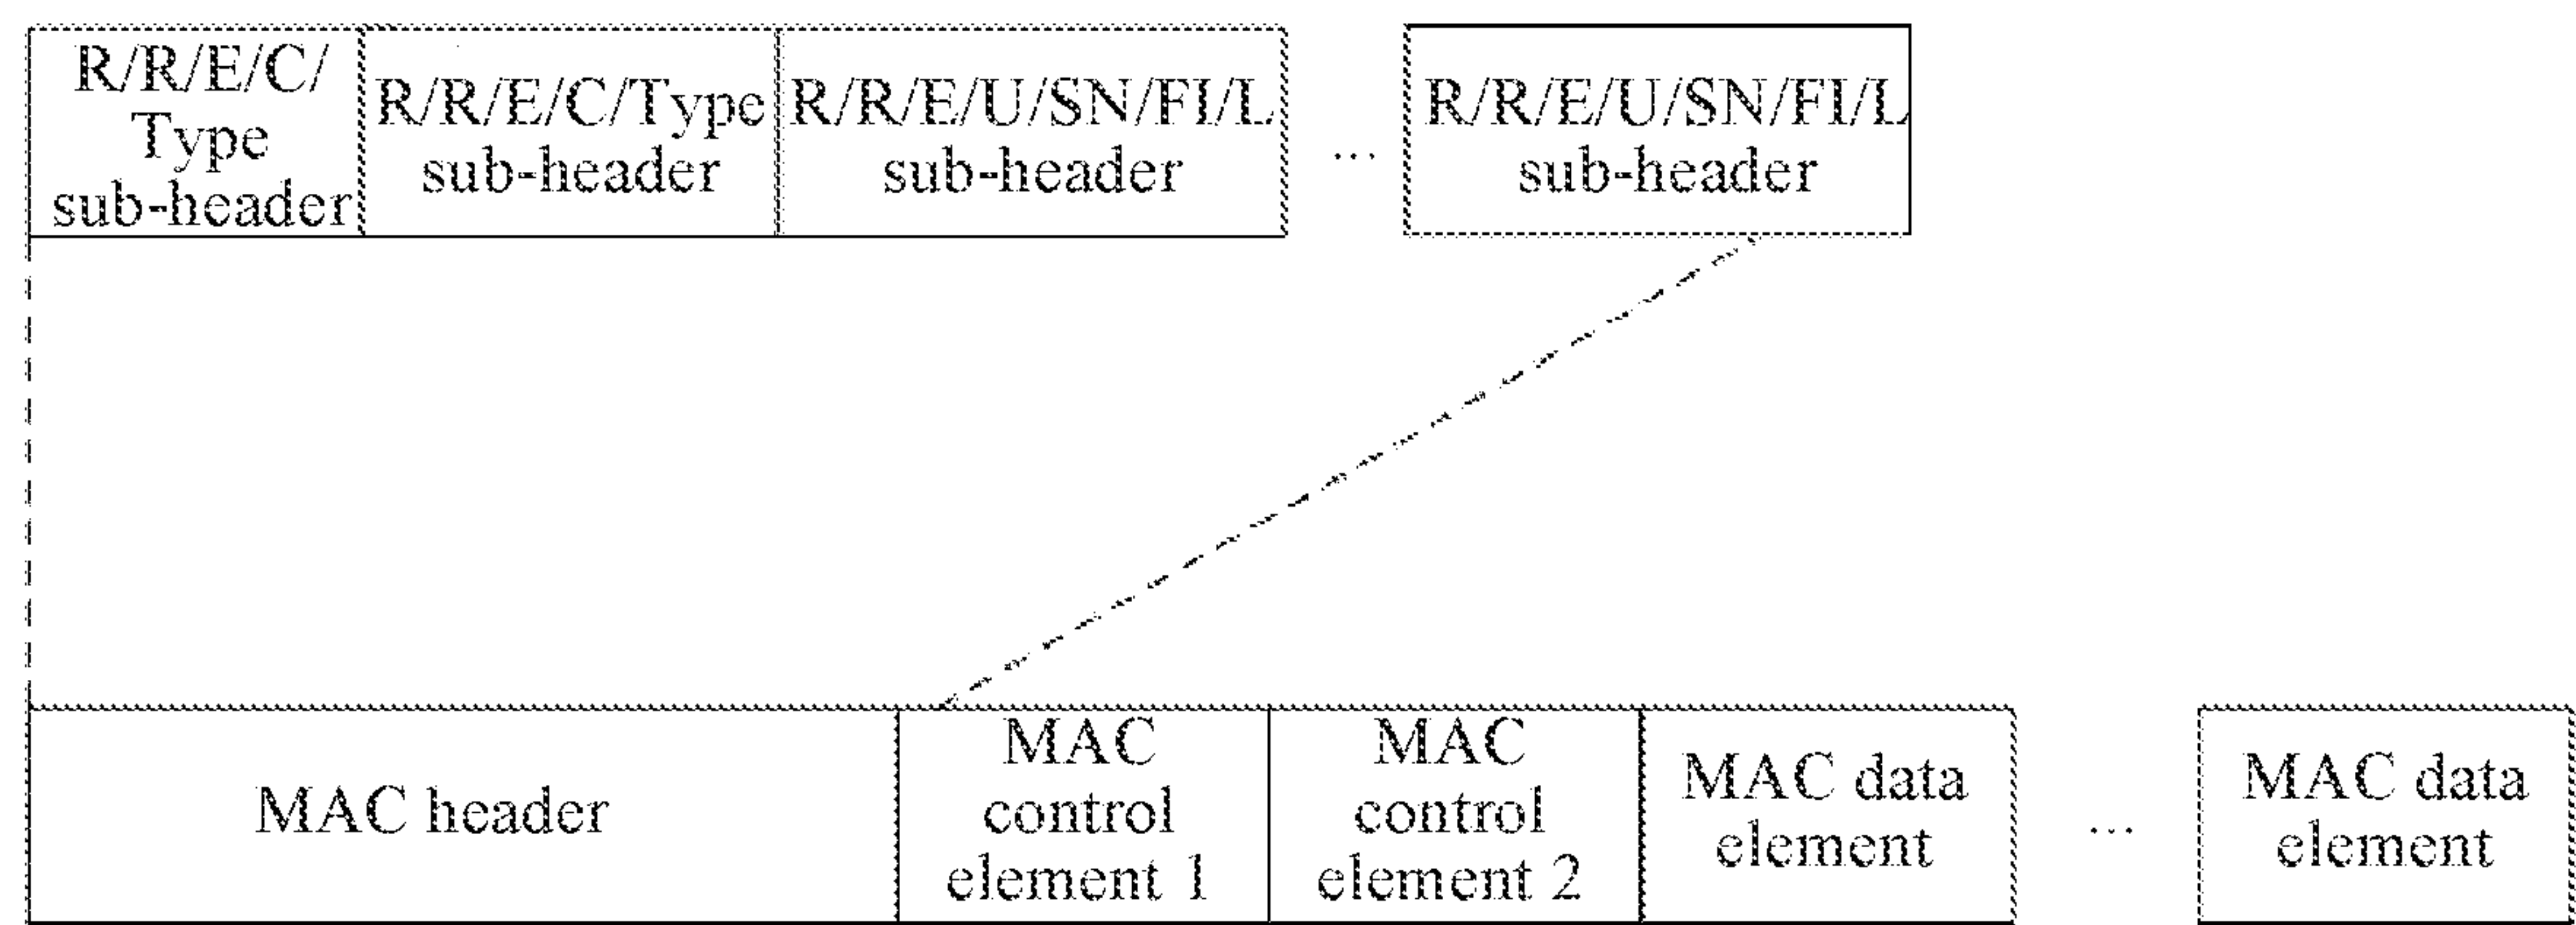 R/R/E/C/
Type
sub-header
R/R/E/C/Type
sub-header
R/R/E/U/SN/FI/L
sub-header
...
R/R/E/U/SN/FI/L
sub-header
MAC header
MAC
control
element 1
MAC
control
element 2
MAC data
element
...
MAC data
element